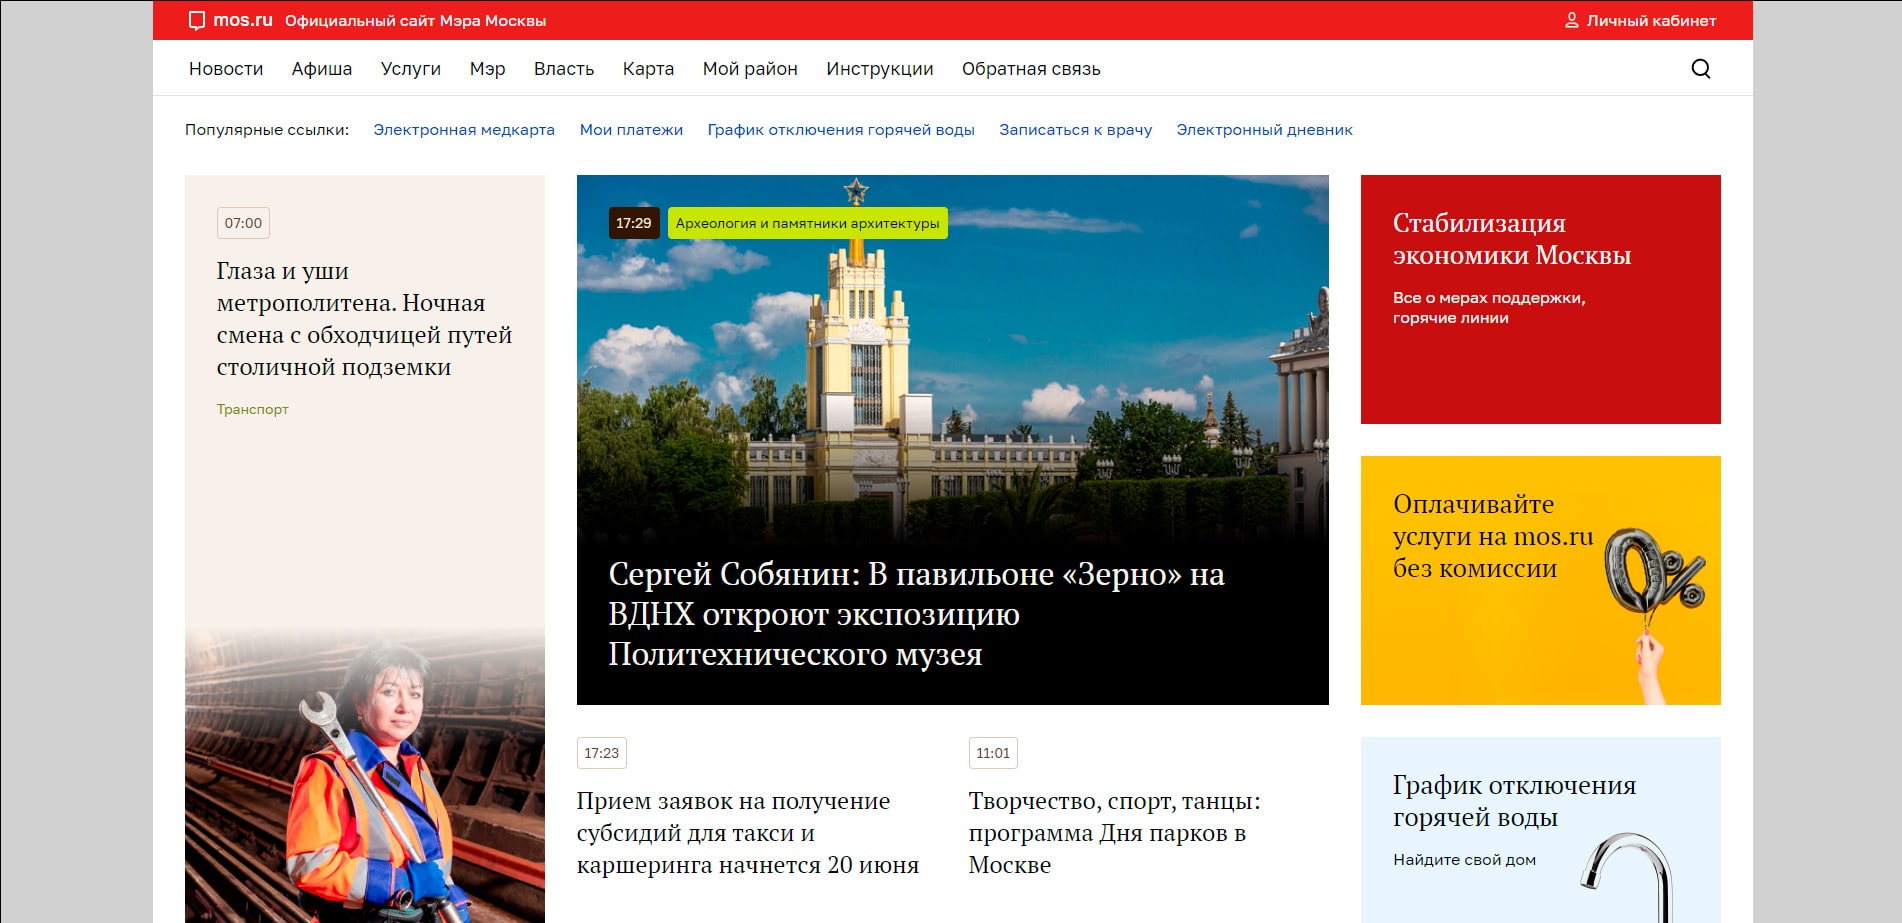 mos.ru Официальный сайт Мэра Москвы
Личный кабинет
Новости Афиша Услуги Мэр Власть Карта Мой район Инструкции Обратная связь
Популярные ссылки: Электронная медкарта Мои платежи График отключения горячей воды Записаться к врачу Электронный дневник
07:00
Глаза и уши
метрополитена. Ночная
смена с обходчицей путей
столичной подземки
Транспорт
17:29 Археология и памятники архитектуры
Сергей Собянин: В павильоне «Зерно» на
ВДНХ откроют экспозицию
Политехнического музея
17:23
Прием заявок на получение
субсидий для такси и
каршеринга начнется 20 июня
11:01
Творчество, спорт, танцы:
программа Дня парков в
Москве
Стабилизация
экономики Москвы
Все о мерах поддержки,
горячие линии
Оплачивайте
услуги на mos.ru
без комиссии
0%
График отключения
горячей воды
Найдите свой дом